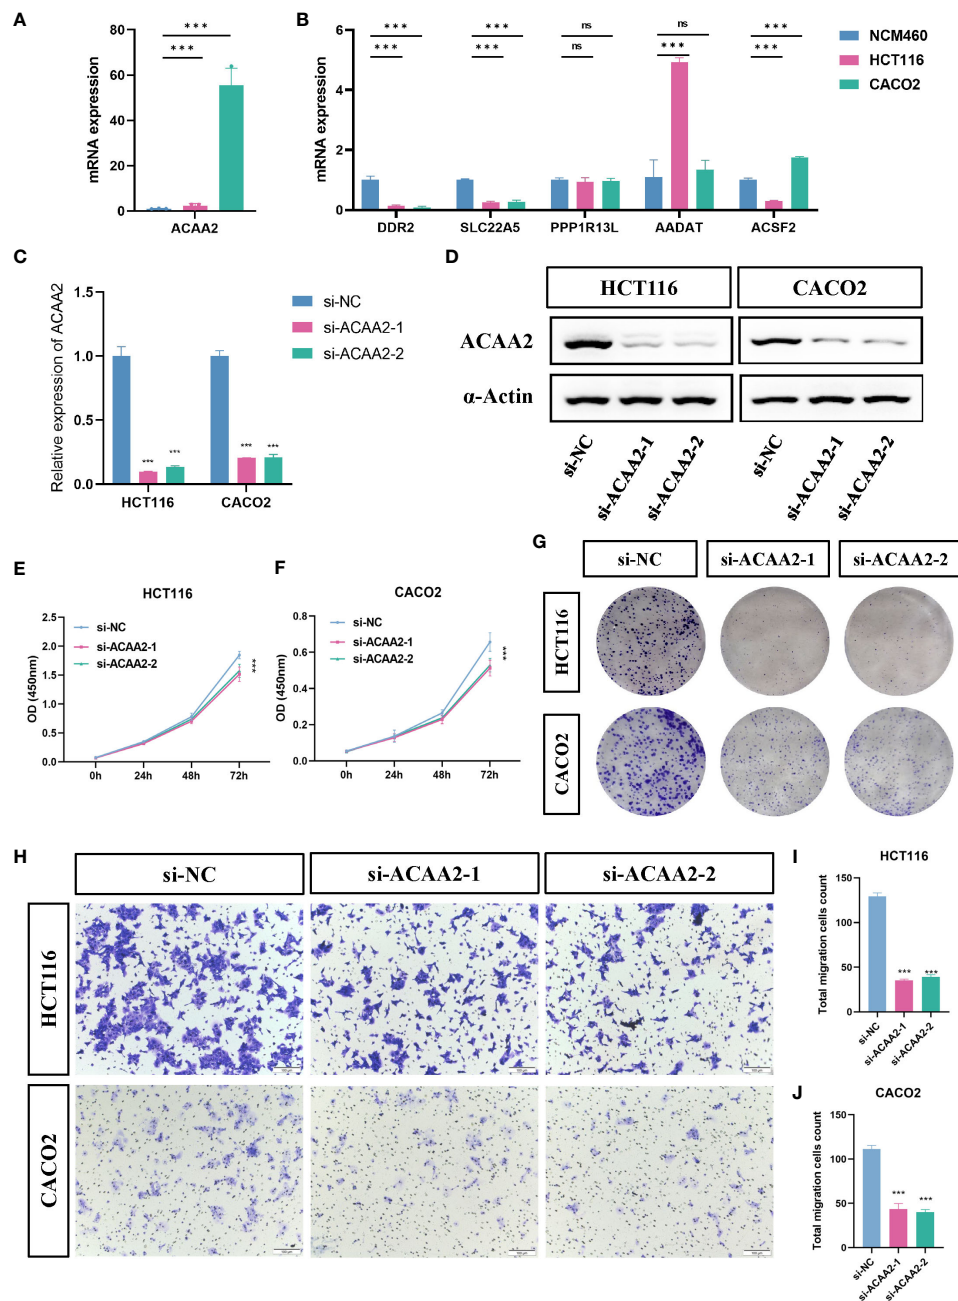 A
mRNA expression
80
60
40
20
0
***
***
ACAA2
B
mRNA expression
6
4
2
0
***
***
***
***
ns
ns
ns
***
***
***
DDR2 SLC22A5 PPP1R13L AADAT ACSF2
NCM460
HCT116
CACO2
C
Relative expression of ACAA2
1.5
1.0
0.5
0.0
*** *** *** ***
HCT116 CACO2
si-NC
si-ACAA2-1
si-ACAA2-2
D
HCT116 CACO2
ACAA2
α-Actin
si-NC si-ACAA2-1 si-ACAA2-2 si-NC si-ACAA2-1 si-ACAA2-2
E
HCT116
OD (450nm)
2.5
2.0
1.5
1.0
0.5
0.0
si-NC
si-ACAA2-1
si-ACAA2-2
***
0h 24h 48h 72h
F
CACO2
OD (450nm)
0.8
0.6
0.4
0.2
0.0
si-NC
si-ACAA2-1
si-ACAA2-2
***
0h 24h 48h 72h
G
si-NC si-ACAA2-1 si-ACAA2-2
HCT116
CACO2
H
si-NC si-ACAA2-1 si-ACAA2-2
HCT116
CACO2
I
HCT116
Total migration cells count
150
100
50
0
*** ***
si-NC si-ACAA2-1 si-ACAA2-2
J
CACO2
Total migration cells count
150
100
50
0
*** ***
si-NC si-ACAA2-1 si-ACAA2-2